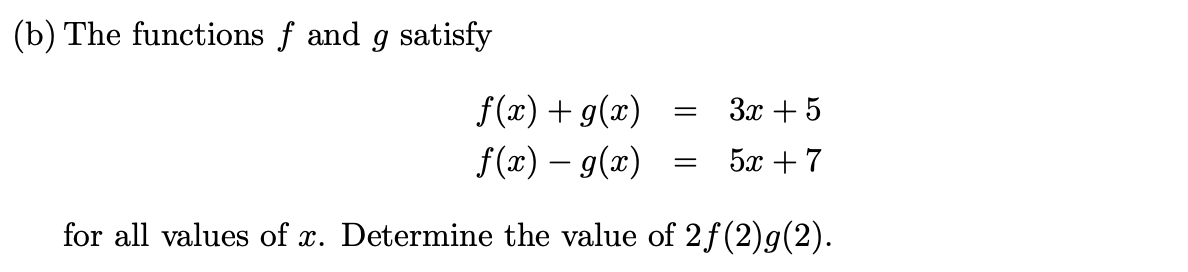 (b) The functions f and g satisfy
f(x) + g(x) = 3x + 5
f(x) − g(x) = 5x + 7
for all values of x. Determine the value of 2f(2)g(2).